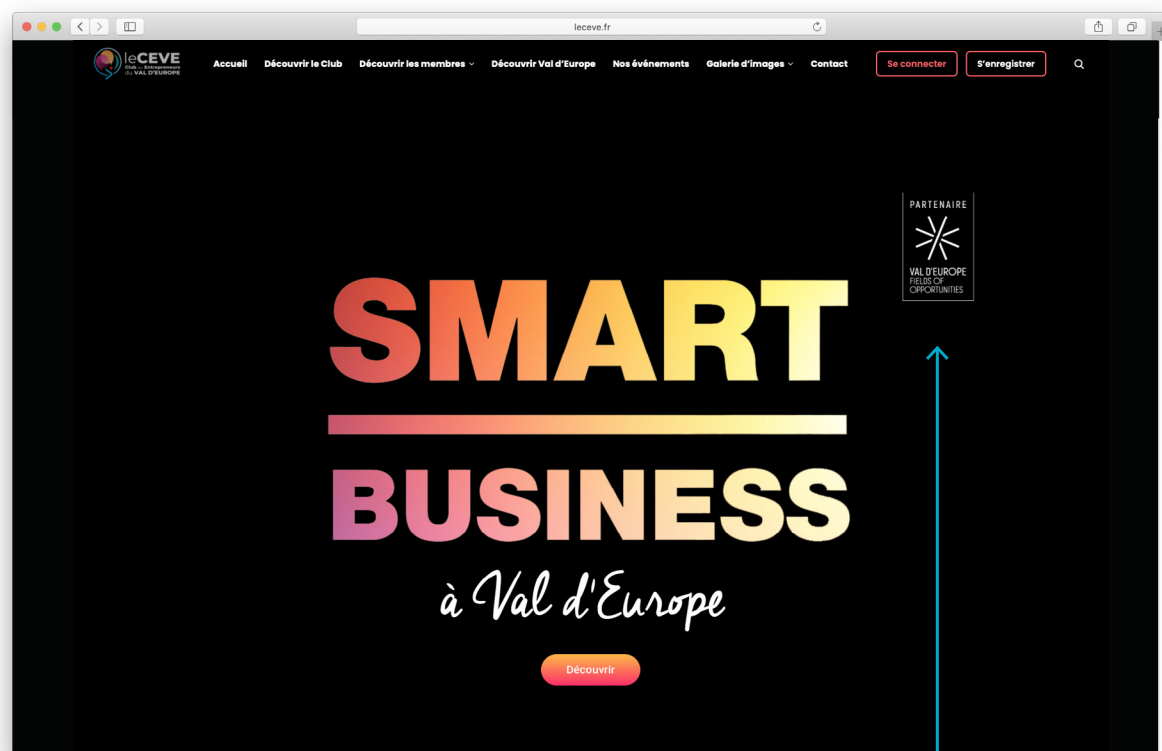 leceve.fr
leCEVE
Club des Entrepreneurs
du VAL D'EUROPE
Accueil Découvrir le Club Découvrir les membres Découvrir Val d'Europe Nos événements Galerie d'images Contact Se connecter S'enregistrer
PARTENAIRE
VAL D'EUROPE
FIELDS OF
OPPORTUNITIES
SMART
BUSINESS
à Val d'Europe
Découvrir